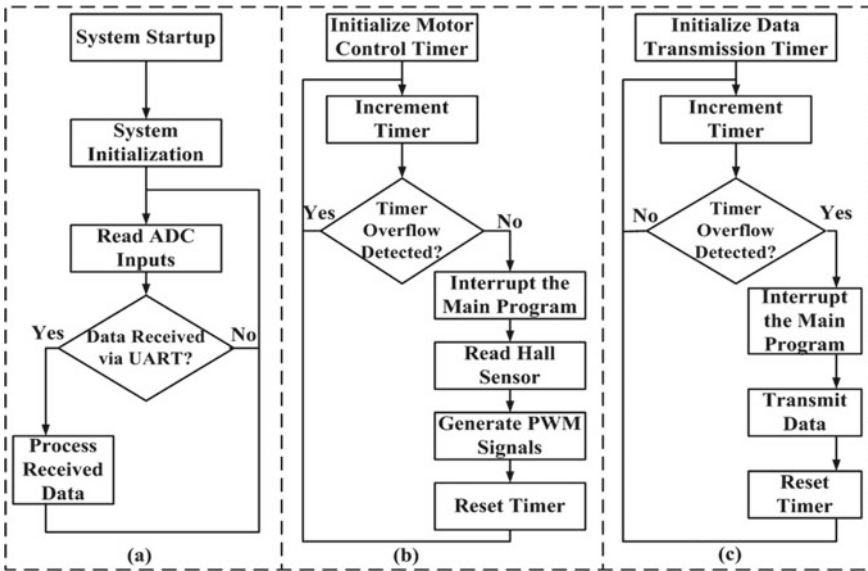 System Startup
System
Initialization
Read ADC
Inputs
Yes
Data Received
via UART?
No
Process
Received
Data
(a)
Initialize Motor
Control Timer
Increment
Timer
Yes
Timer
Overflow
Detected?
No
Interrupt the
Main Program
Read Hall
Sensor
Generate PWM
Signals
Reset Timer
(b)
Initialize Data
Transmission Timer
Increment
Timer
No
Timer
Overflow
Detected?
Yes
Interrupt
the Main
Program
Transmit
Data
Reset
Timer
(c)